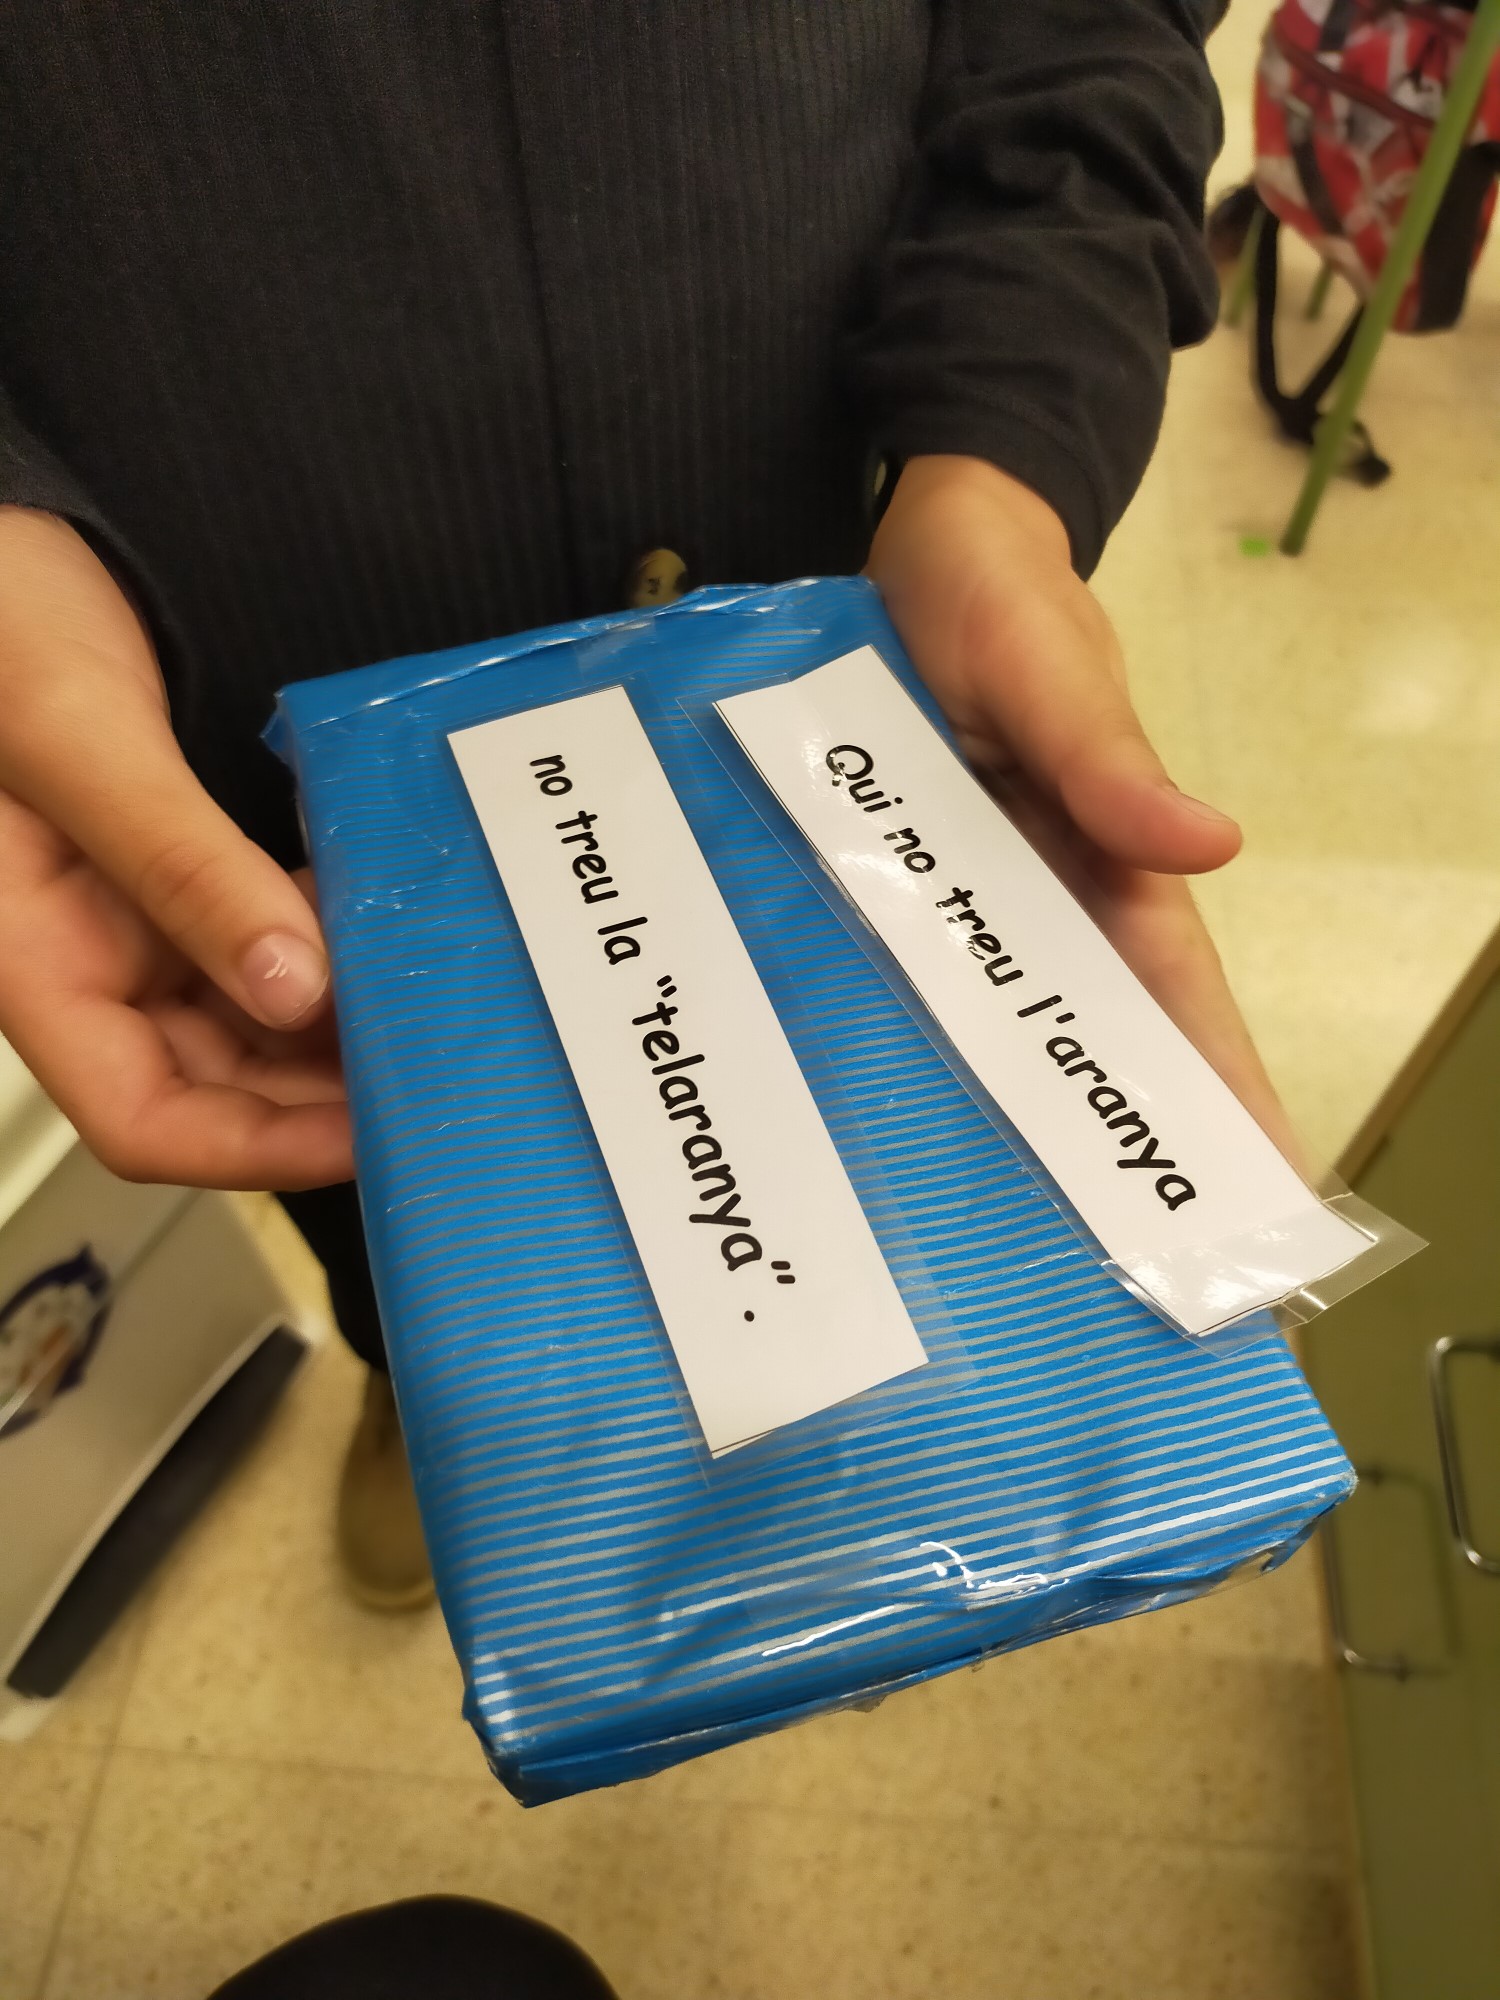 Qui no treu l'aranya
no treu la "telaranya".